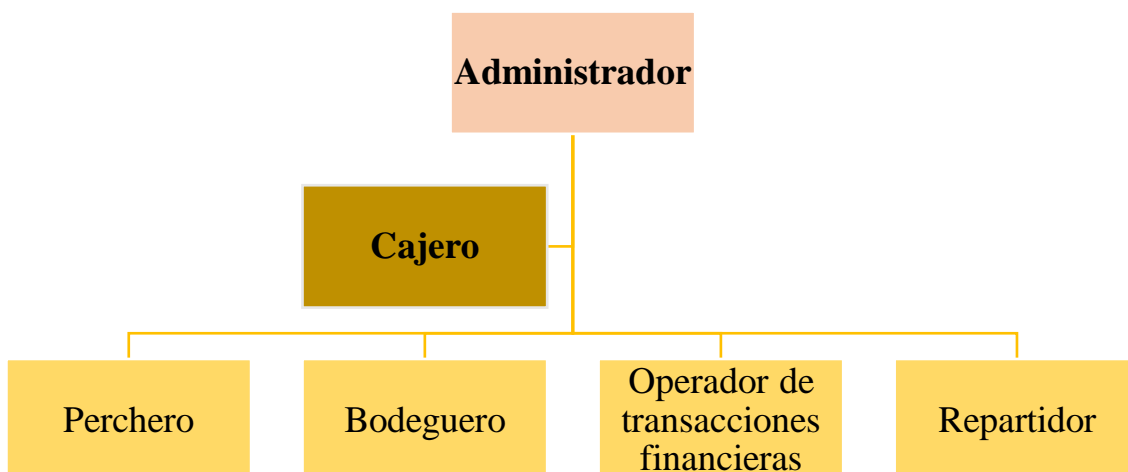 Administrador
Cajero
Perchero
Bodeguero
Operador de
transacciones
financieras
Repartidor